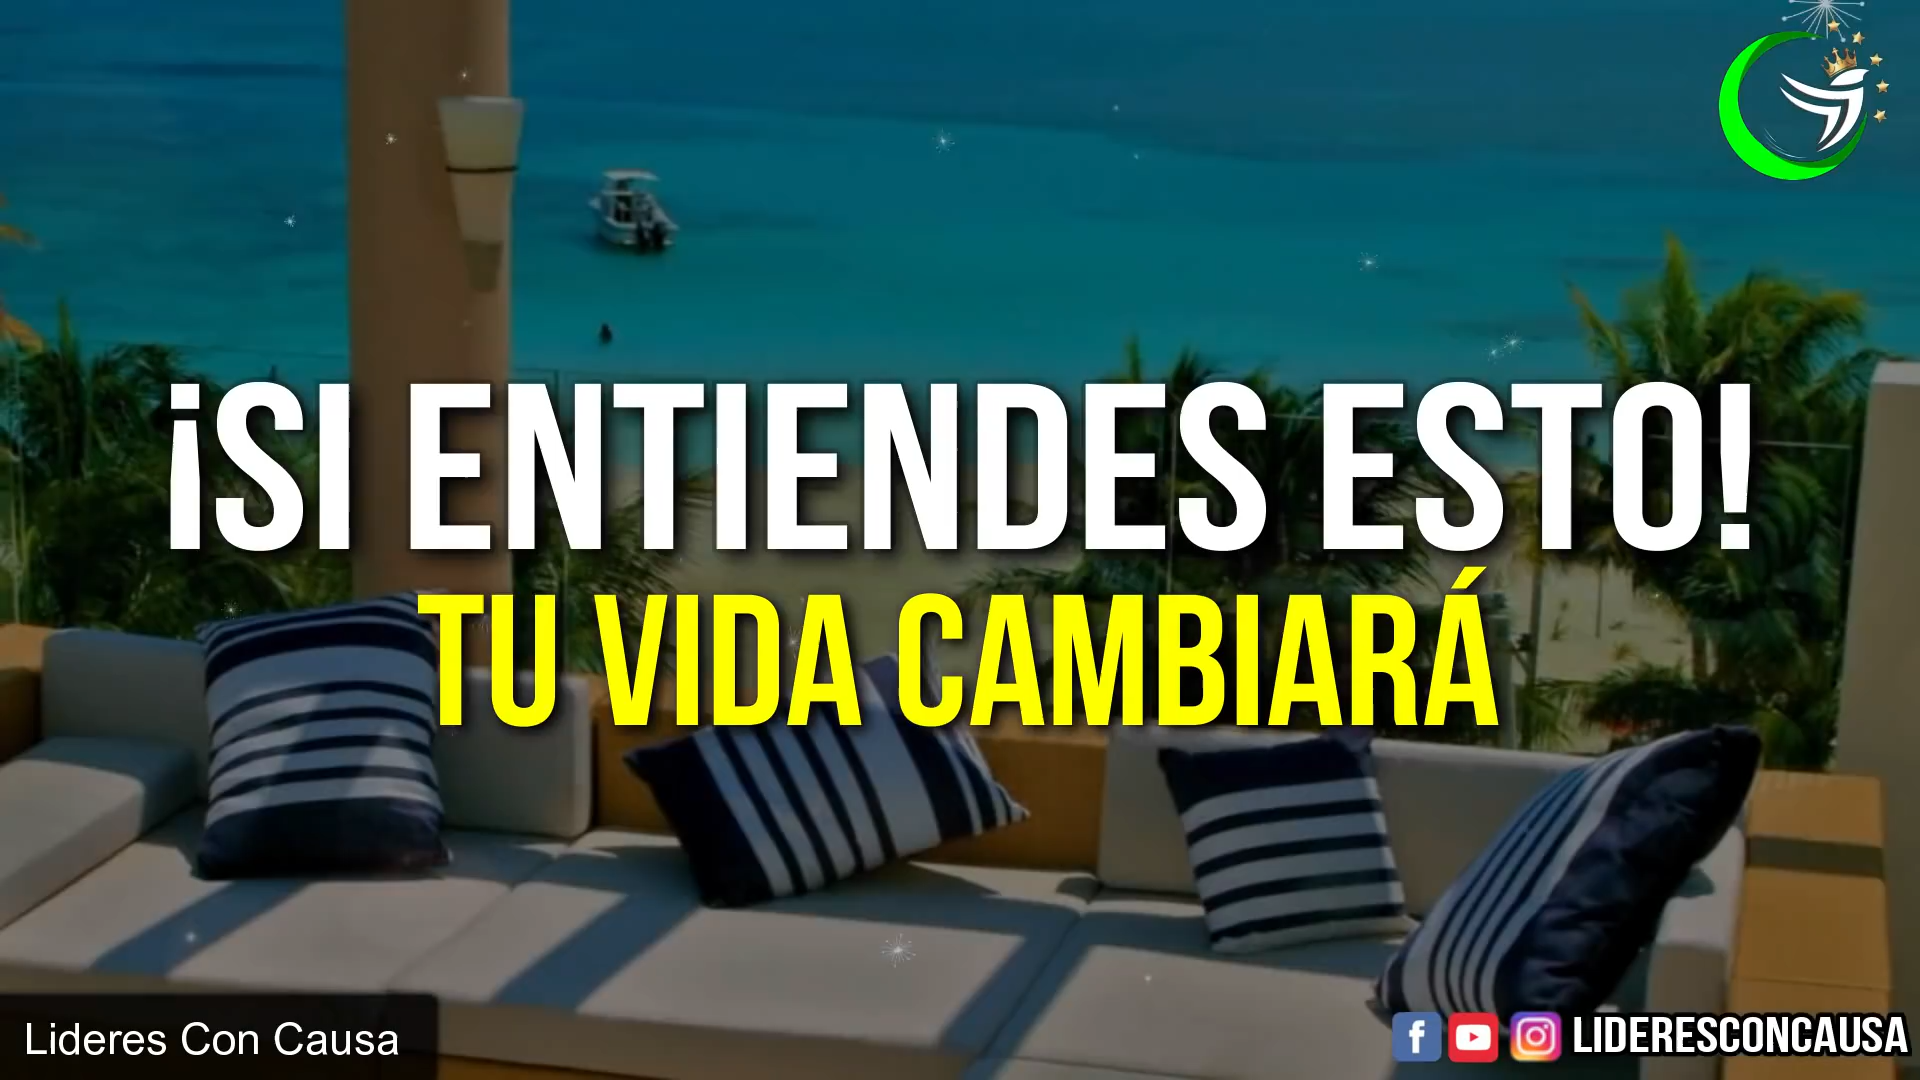 ¡SI ENTIENDES ESTO!
TU VIDA CAMBIARÁ
Lideres Con Causa
LIDERESCONCAUSA